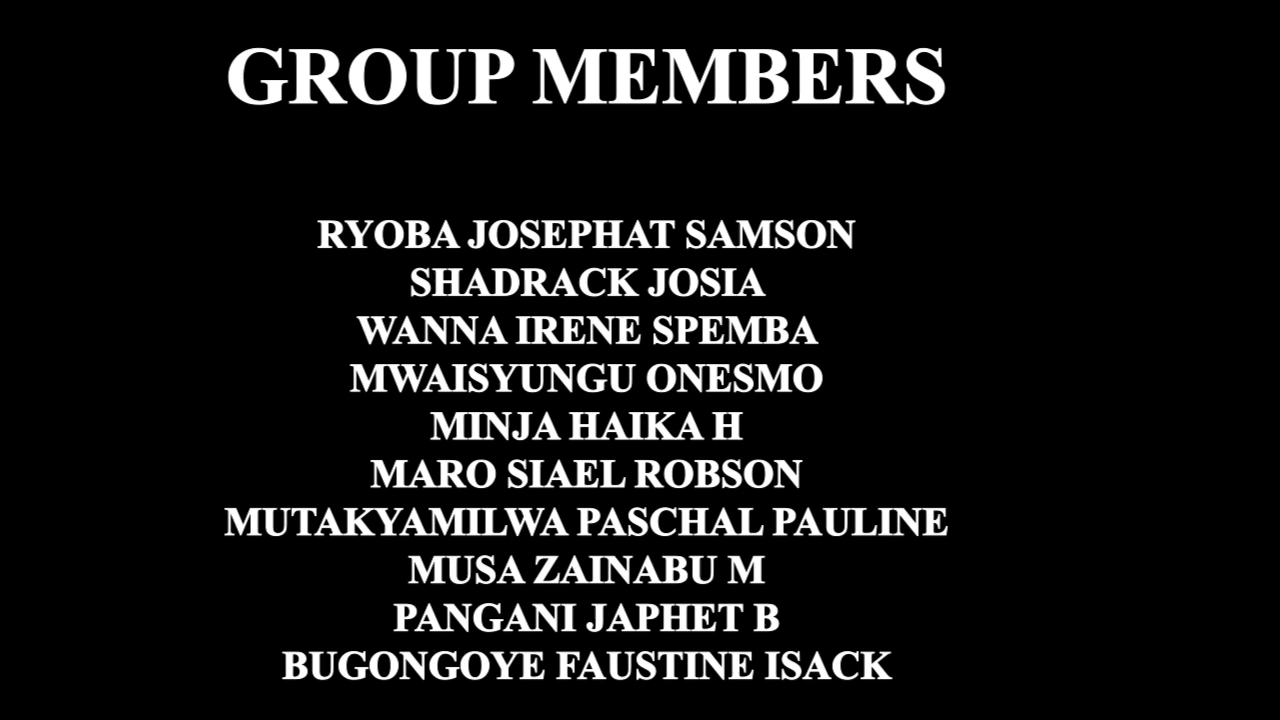 GROUP MEMBERS
RYOBA JOSEPHAT SAMSON
SHADRACK JOSIA
WANNA IRENE SPEMBA
MWAISYUNGU ONESMO
MINJA HAIKA H
MARO SIAEL ROBSON
MUTAKYAMILWA PASCHAL PAULINE
MUSA ZAINABU M
PANGANI JAPHET B
BUGONGOYE FAUSTINE ISACK